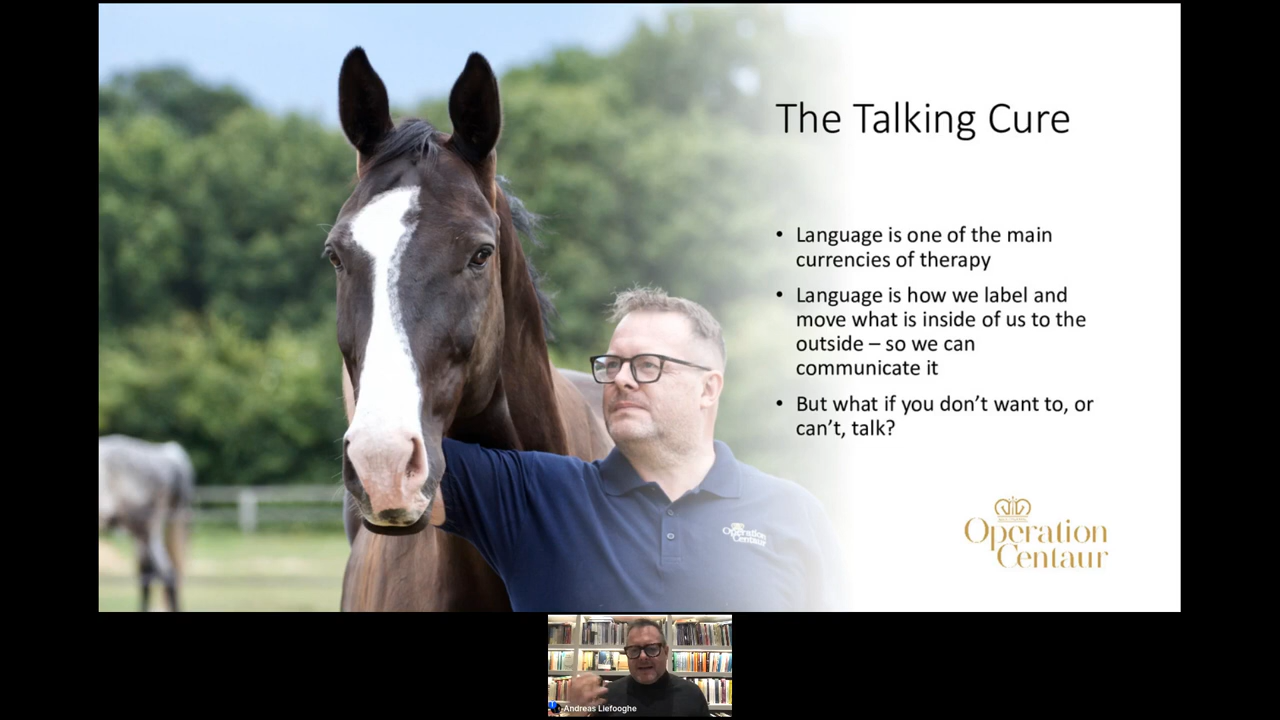 The Talking Cure
• Language is one of the main
currencies of therapy
• Language is how we label and
move what is inside of us to the
outside – so we can
communicate it
• But what if you don’t want to, or
can’t, talk?
Operation
Centaur
Operation
Centaur
Andreas Liefooghe